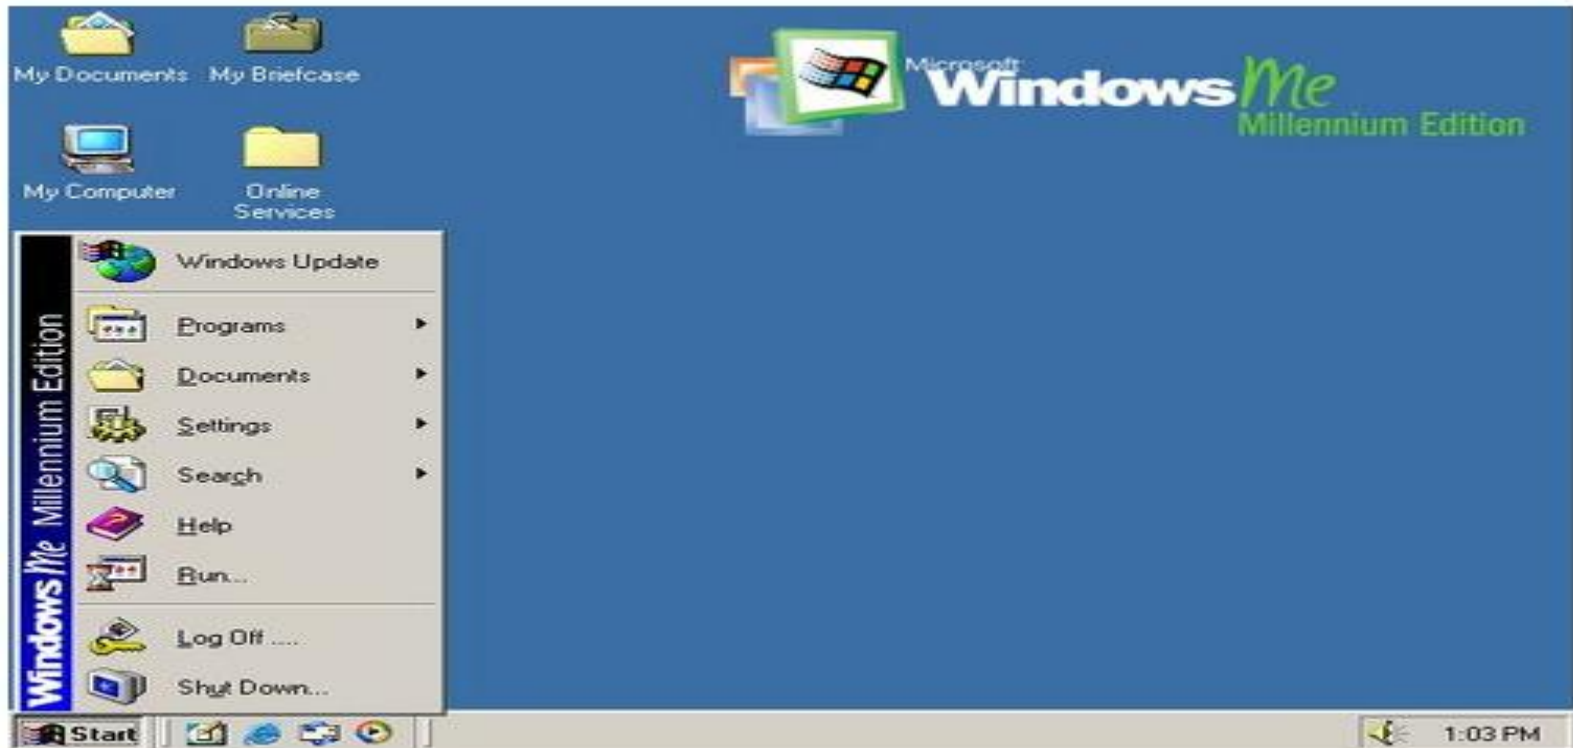 My Documents
My Briefcase
My Computer
Online
Services
Microsoft
Windows Me
Millennium Edition
Windows Update
Programs
Documents
Settings
Search
Help
Run...
Log Off ....
Shut Down...
Windows Me Millennium Edition
Start
1:03 PM